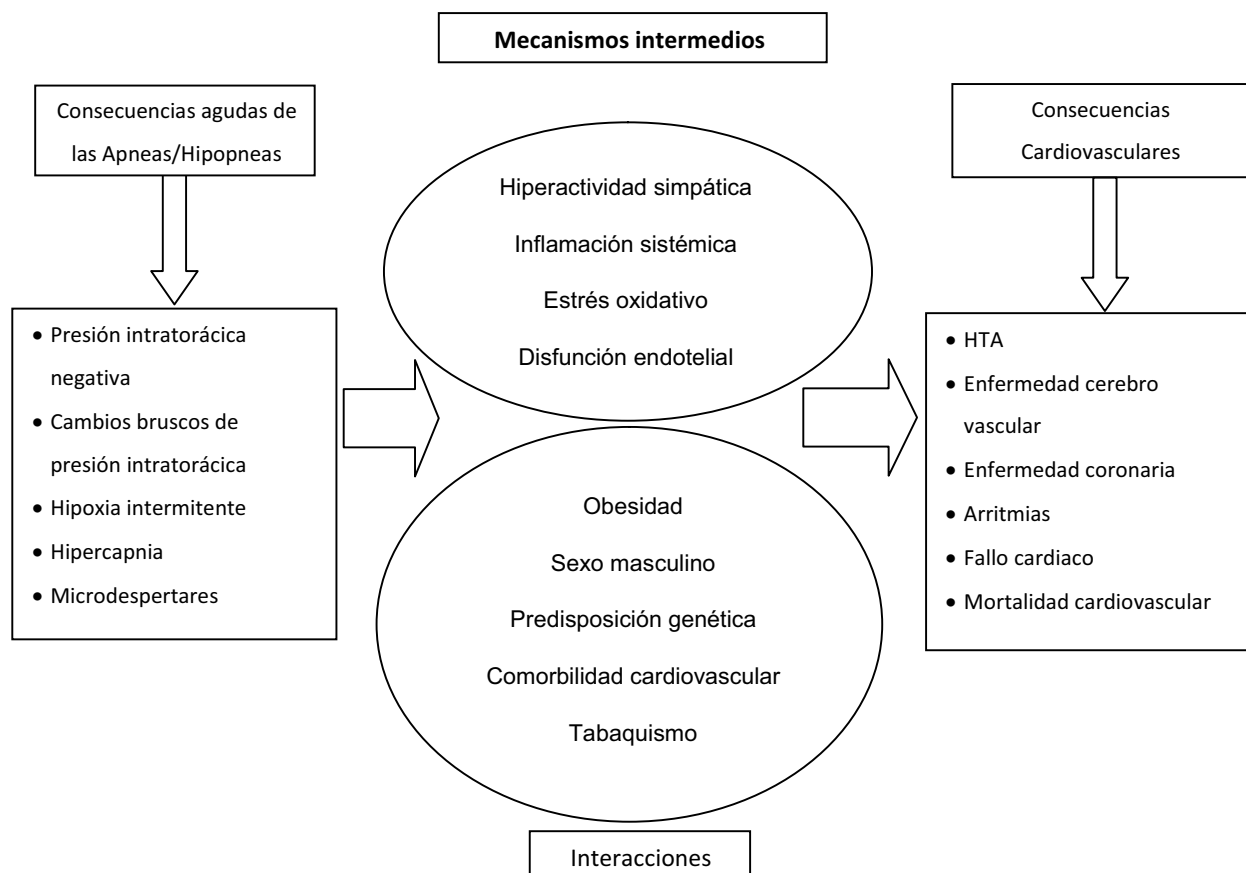 Mecanismos intermedios
Consecuencias agudas de
las Apneas/Hipopneas
Presión intratorácica
negativa
Cambios bruscos de
presión intratorácica
Hipoxia intermitente
Hipercapnia
Microdespertares
Hiperactividad simpática
Inflamación sistémica
Estrés oxidativo
Disfunción endotelial
Obesidad
Sexo masculino
Predisposición genética
Comorbilidad cardiovascular
Tabaquismo
Interacciones
Consecuencias
Cardiovasculares
HTA
Enfermedad cerebro
vascular
Enfermedad coronaria
Arritmias
Fallo cardiaco
Mortalidad cardiovascular